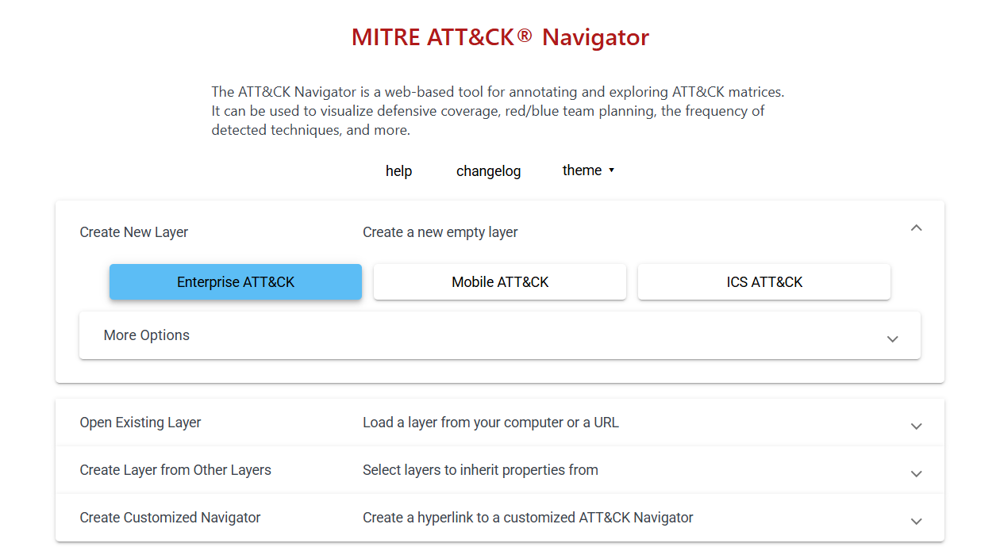 MITRE ATT&CK® Navigator
The ATT&CK Navigator is a web-based tool for annotating and exploring ATT&CK matrices.
It can be used to visualize defensive coverage, red/blue team planning, the frequency of
detected techniques, and more.
help changelog theme ▾
Create New Layer Create a new empty layer
Enterprise ATT&CK Mobile ATT&CK ICS ATT&CK
More Options
Open Existing Layer Load a layer from your computer or a URL
Create Layer from Other Layers Select layers to inherit properties from
Create Customized Navigator Create a hyperlink to a customized ATT&CK Navigator